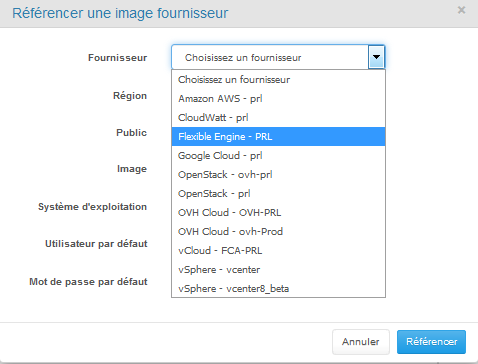 Référencer une image fournisseur
×
Fournisseur
Choisissez un fournisseur
Choisissez un fournisseur
Amazon AWS - prl
CloudWatt - prl
Flexible Engine - PRL
Google Cloud - prl
OpenStack - ovh-prl
OpenStack - prl
OVH Cloud - OVH-PRL
OVH Cloud - ovh-Prod
vCloud - FCA-PRL
vSphere - vcenter
vSphere - vcenter8_beta
Région
Public
Image
Système d'exploitation
Utilisateur par défaut
Mot de passe par défaut
Annuler
Référencer